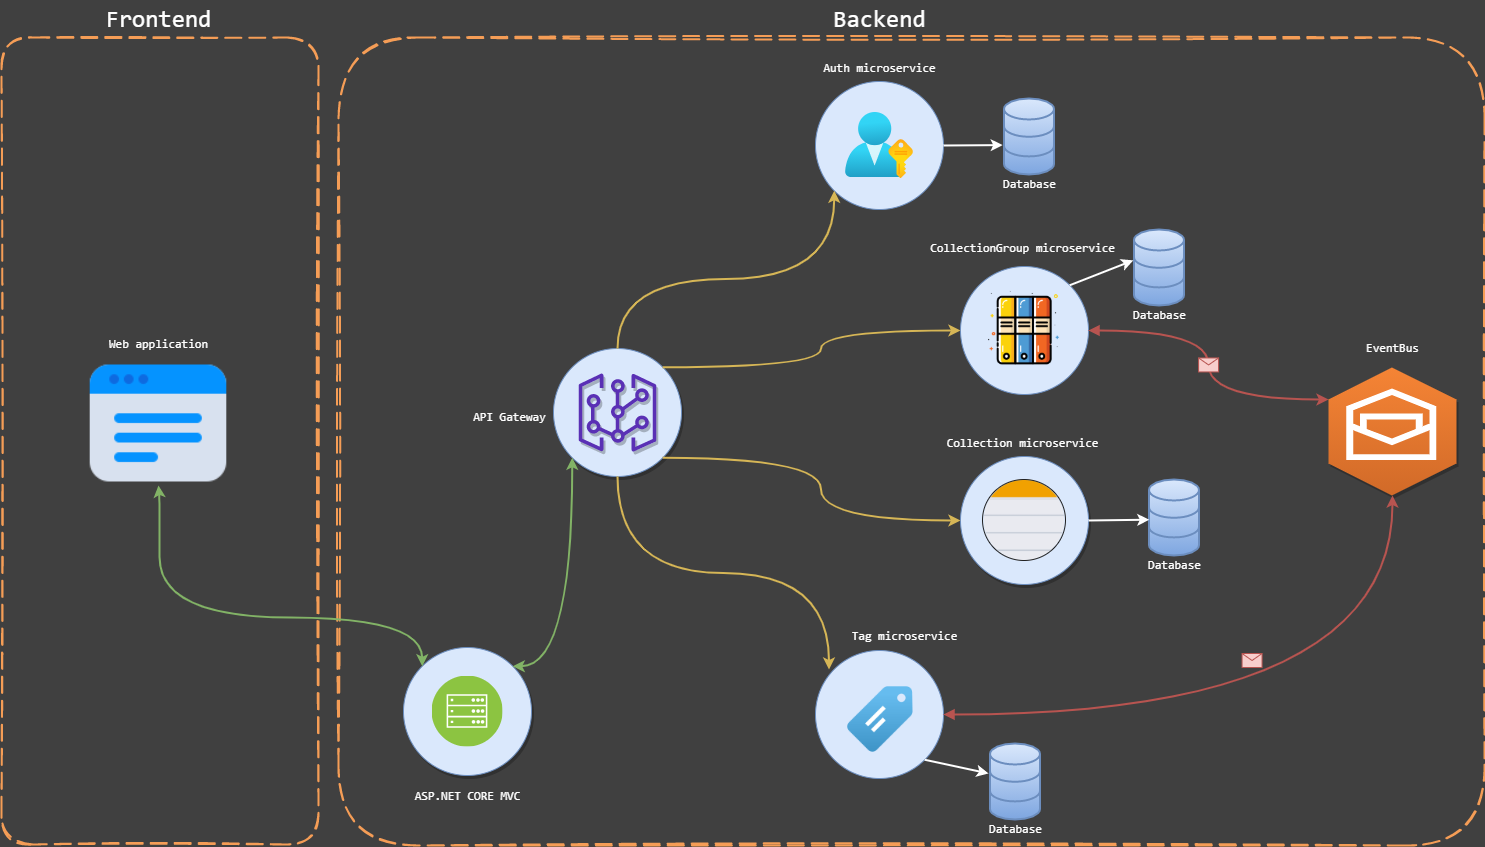 Frontend
Backend
Auth microservice
Database
CollectionGroup microservice
Database
Web application
EventBus
API Gateway
Collection microservice
Database
Tag microservice
ASP.NET CORE MVC
Database